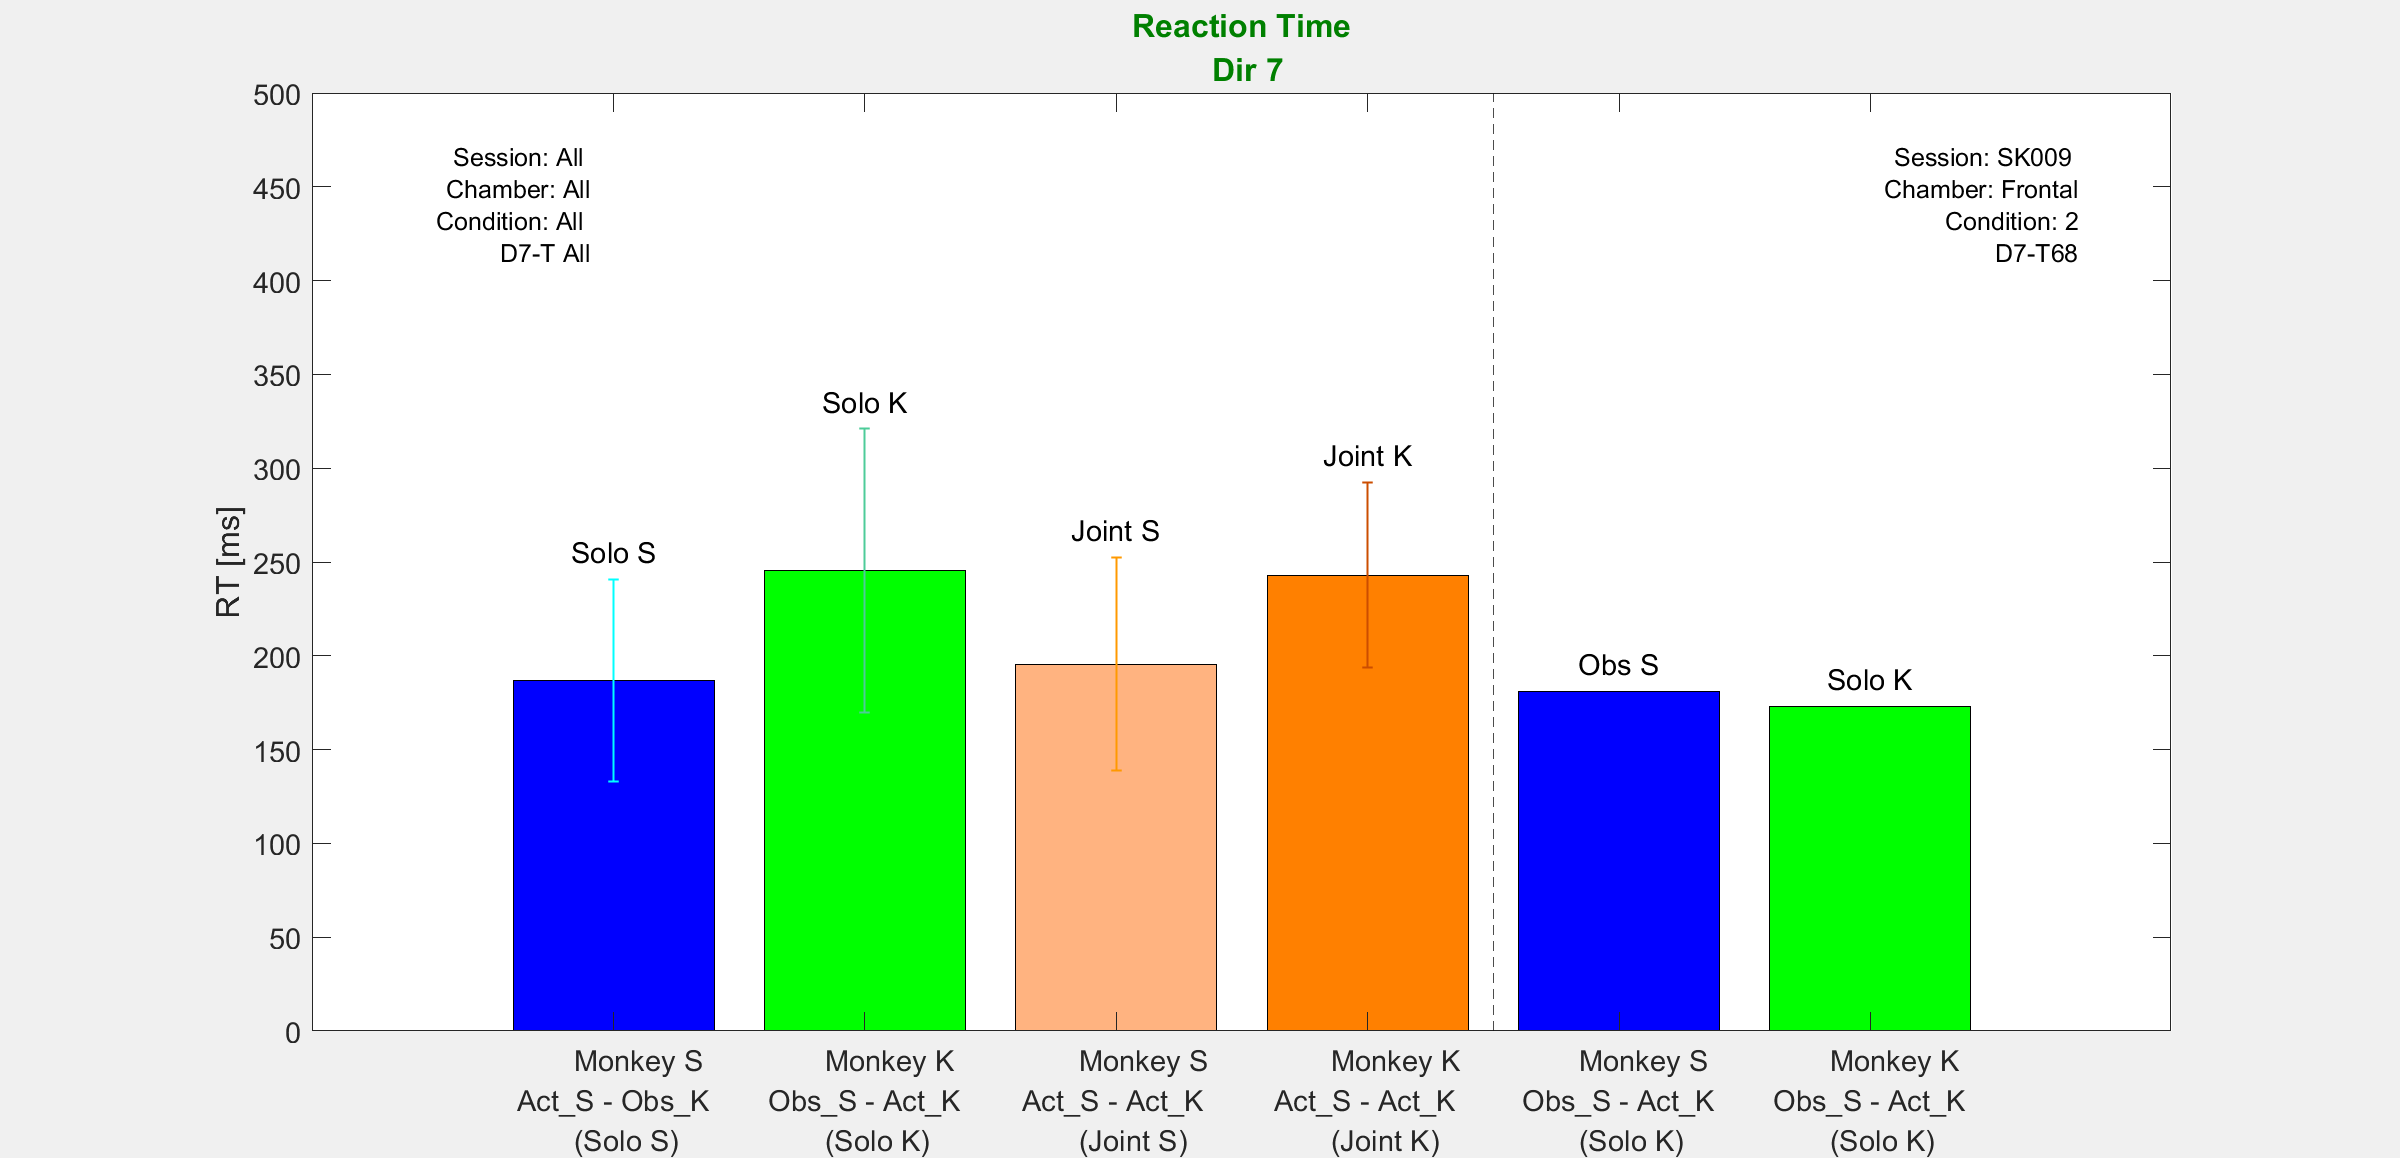 Reaction Time
Dir 7
500
450
400
350
300
250
200
150
100
50
0
RT [ms]
Session: All
Chamber: All
Condition: All
D7-T All
Session: SK009
Chamber: Frontal
Condition: 2
D7-T68
Solo S
Solo K
Joint S
Joint K
Obs S
Solo K
Monkey S
Act_S - Obs_K
(Solo S)
Monkey K
Obs_S - Act_K
(Solo K)
Monkey S
Act_S - Act_K
(Joint S)
Monkey K
Act_S - Act_K
(Joint K)
Monkey S
Obs_S - Act_K
(Solo K)
Monkey K
Obs_S - Act_K
(Solo K)